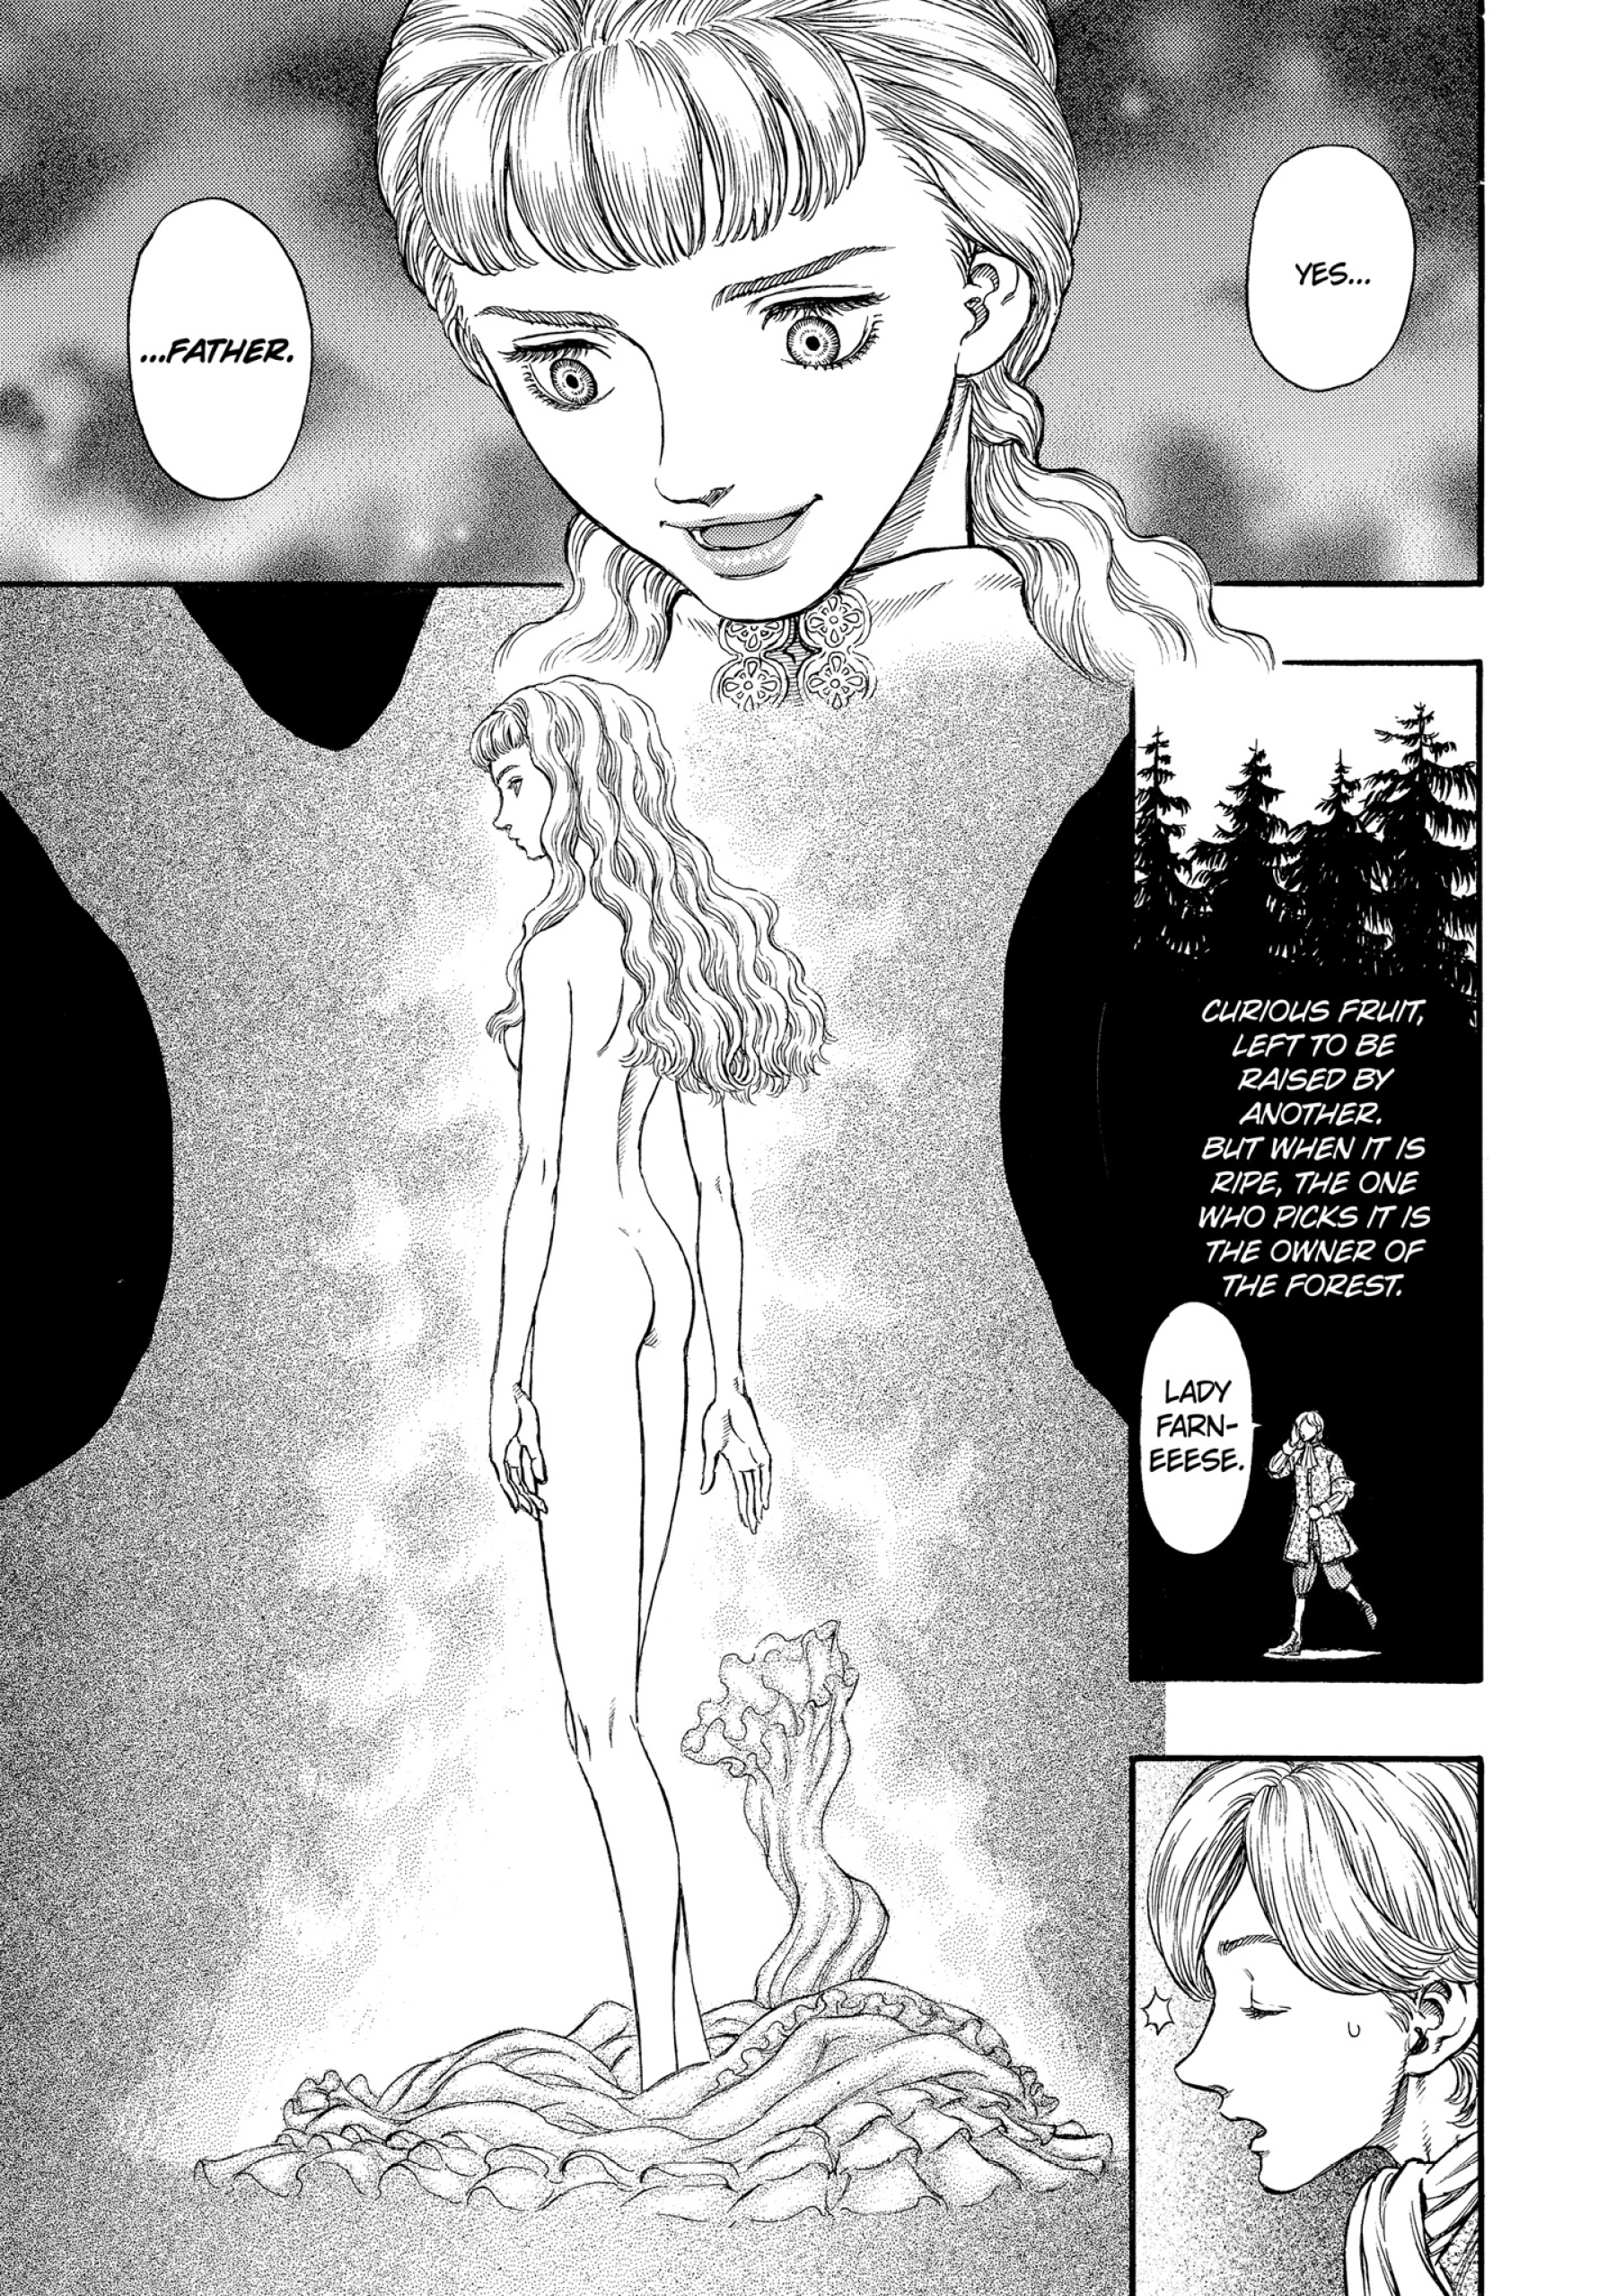 YES...
...FATHER.
CURIOUS FRUIT,
LEFT TO BE
RAISED BY
ANOTHER.
BUT WHEN IT IS
RIPE, THE ONE
WHO PICKS IT IS
THE OWNER OF
THE FOREST.
LADY
FARN-
EEESE.